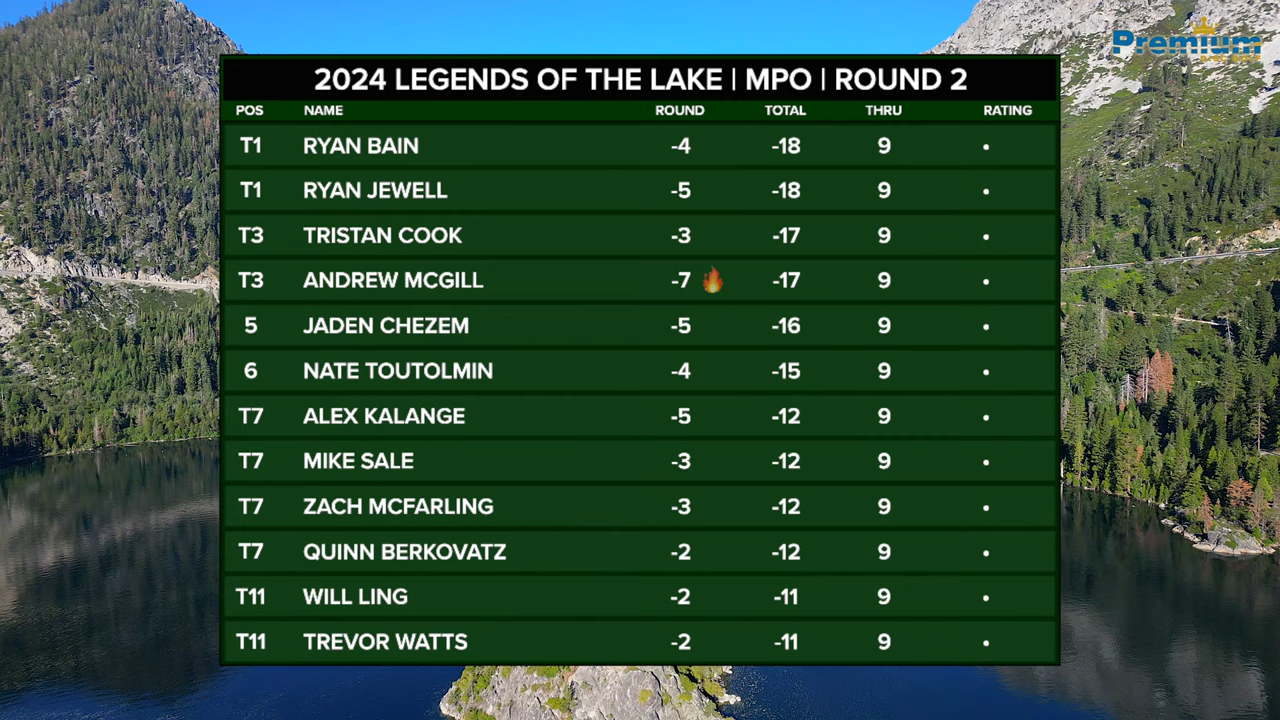 Premium
2024 LEGENDS OF THE LAKE | MPO | ROUND 2
POS NAME ROUND TOTAL THRU RATING
T1 RYAN BAIN -4 -18 9 •
T1 RYAN JEWELL -5 -18 9 •
T3 TRISTAN COOK -3 -17 9 •
T3 ANDREW MCGILL -7 🔥 -17 9 •
5 JADEN CHEZEM -5 -16 9 •
6 NATE TOUTOLMIN -4 -15 9 •
T7 ALEX KALANGE -5 -12 9 •
T7 MIKE SALE -3 -12 9 •
T7 ZACH MCFARLING -3 -12 9 •
T7 QUINN BERKOVATZ -2 -12 9 •
T11 WILL LING -2 -11 9 •
T11 TREVOR WATTS -2 -11 9 •